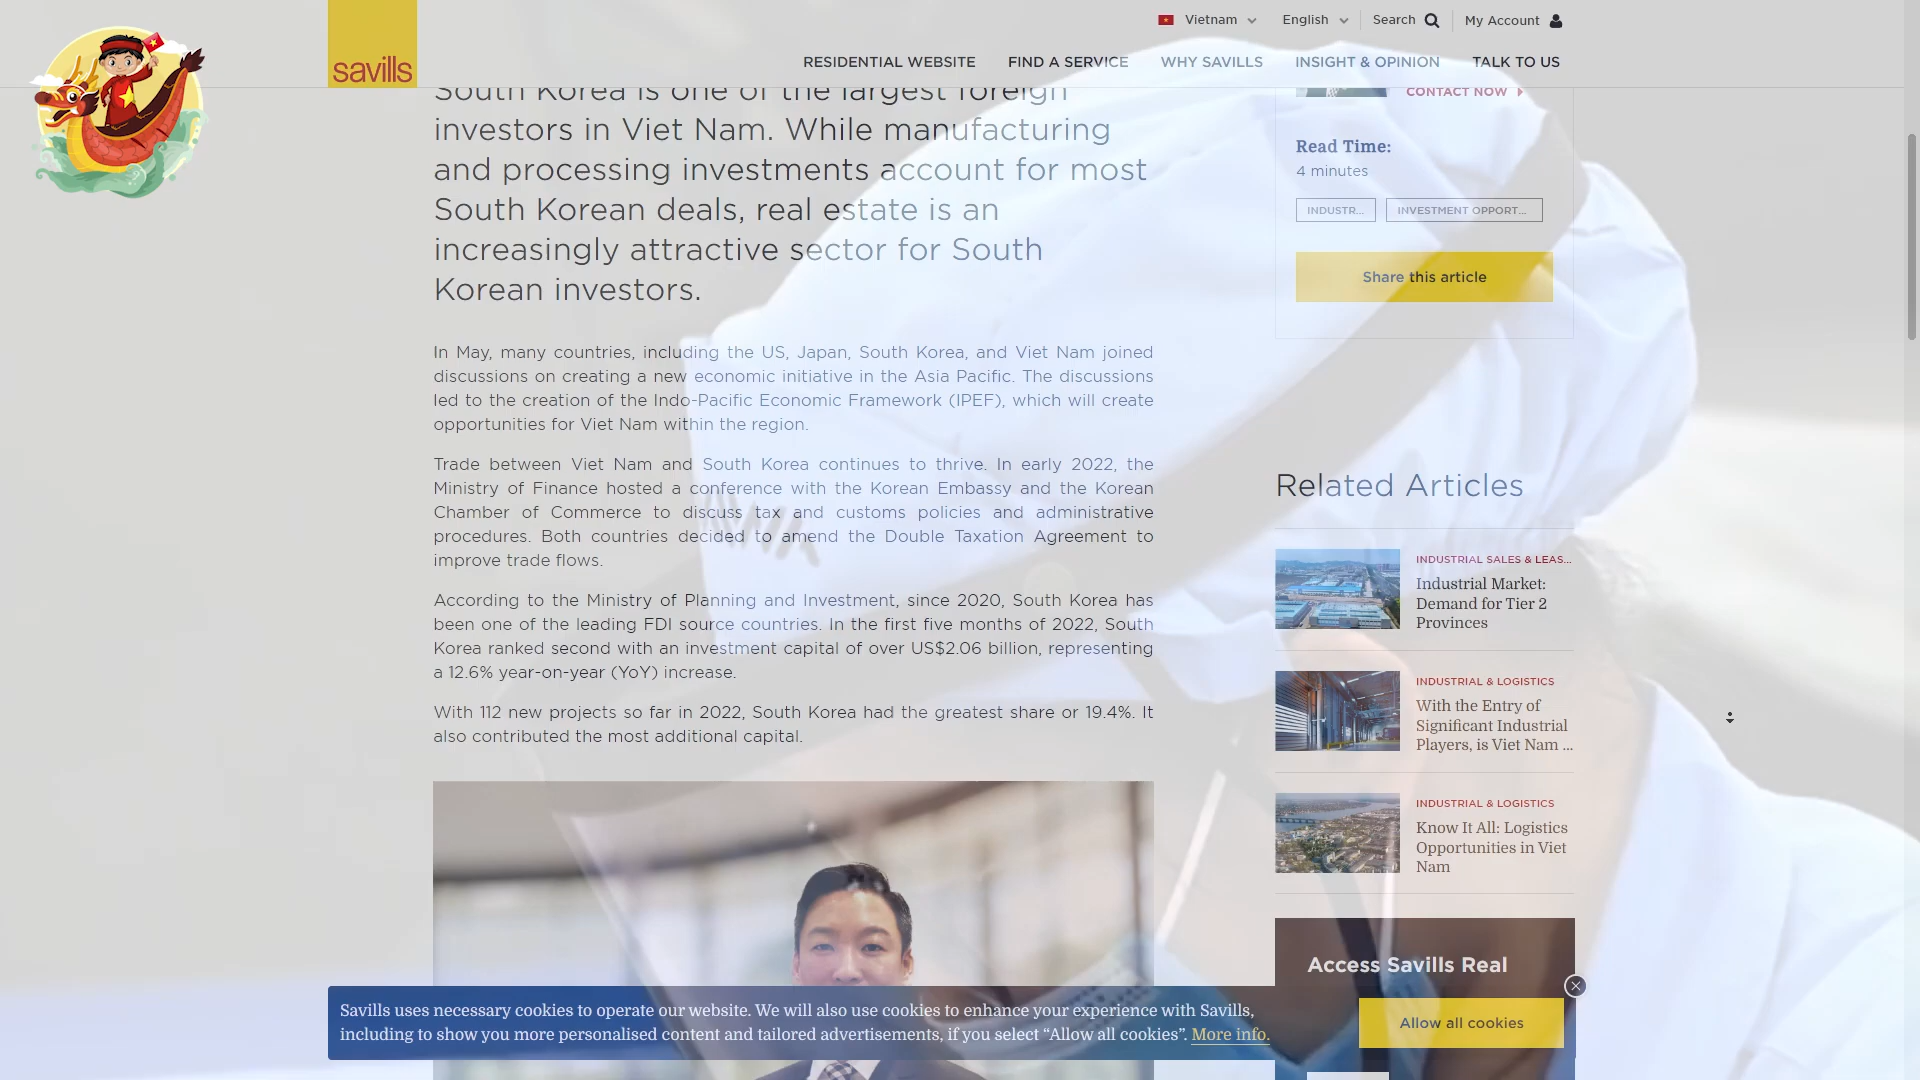 Vietnam
English
Search
My Account
savills
RESIDENTIAL WEBSITE
FIND A SERVICE
WHY SAVILLS
INSIGHT & OPINION
TALK TO US
South Korea is one of the largest foreign
investors in Viet Nam. While manufacturing
and processing investments account for most
South Korean deals, real estate is an
increasingly attractive sector for South
Korean investors.
In May, many countries, including the US, Japan, South Korea, and Viet Nam joined
discussions on creating a new economic initiative in the Asia Pacific. The discussions
led to the creation of the Indo-Pacific Economic Framework (IPEF), which will create
opportunities for Viet Nam within the region.
Trade between Viet Nam and South Korea continues to thrive. In early 2022, the
Ministry of Finance hosted a conference with the Korean Embassy and the Korean
Chamber of Commerce to discuss tax and customs policies and administrative
procedures. Both countries decided to amend the Double Taxation Agreement to
improve trade flows.
According to the Ministry of Planning and Investment, since 2020, South Korea has
been one of the leading FDI source countries. In the first five months of 2022, South
Korea ranked second with an investment capital of over US$2.06 billion, representing
a 12.6% year-on-year (YoY) increase.
With 112 new projects so far in 2022, South Korea had the greatest share or 19.4%. It
also contributed the most additional capital.
CONTACT NOW
Read Time:
4 minutes
INDUSTR...
INVESTMENT OPPORT...
Share this article
Related Articles
INDUSTRIAL SALES & LEAS...
Industrial Market:
Demand for Tier 2
Provinces
INDUSTRIAL & LOGISTICS
With the Entry of
Significant Industrial
Players, is Viet Nam ...
INDUSTRIAL & LOGISTICS
Know It All: Logistics
Opportunities in Viet
Nam
Access Savills Real
Savills uses necessary cookies to operate our website. We will also use cookies to enhance your experience with Savills,
including to show you more personalised content and tailored advertisements, if you select “Allow all cookies”. More info.
Allow all cookies